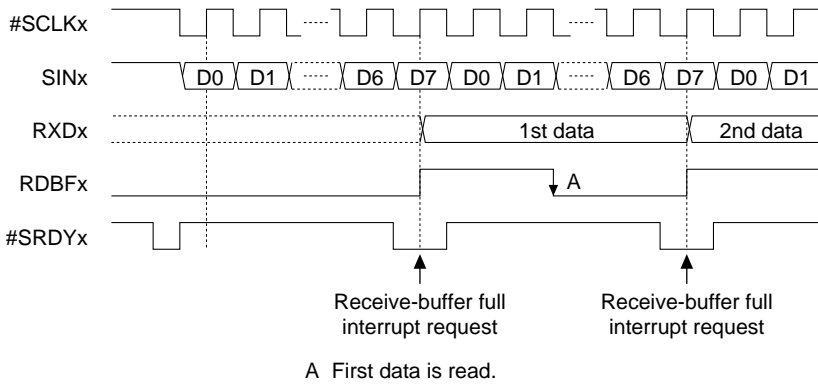 #SCLKx
SINx D0 D1 D6 D7 D0 D1 D6 D7 D0 D1
RXDx 1st data 2nd data
RDBFx A
#SRDYx
Receive-buffer full Receive-buffer full
interrupt request interrupt request
A First data is read.